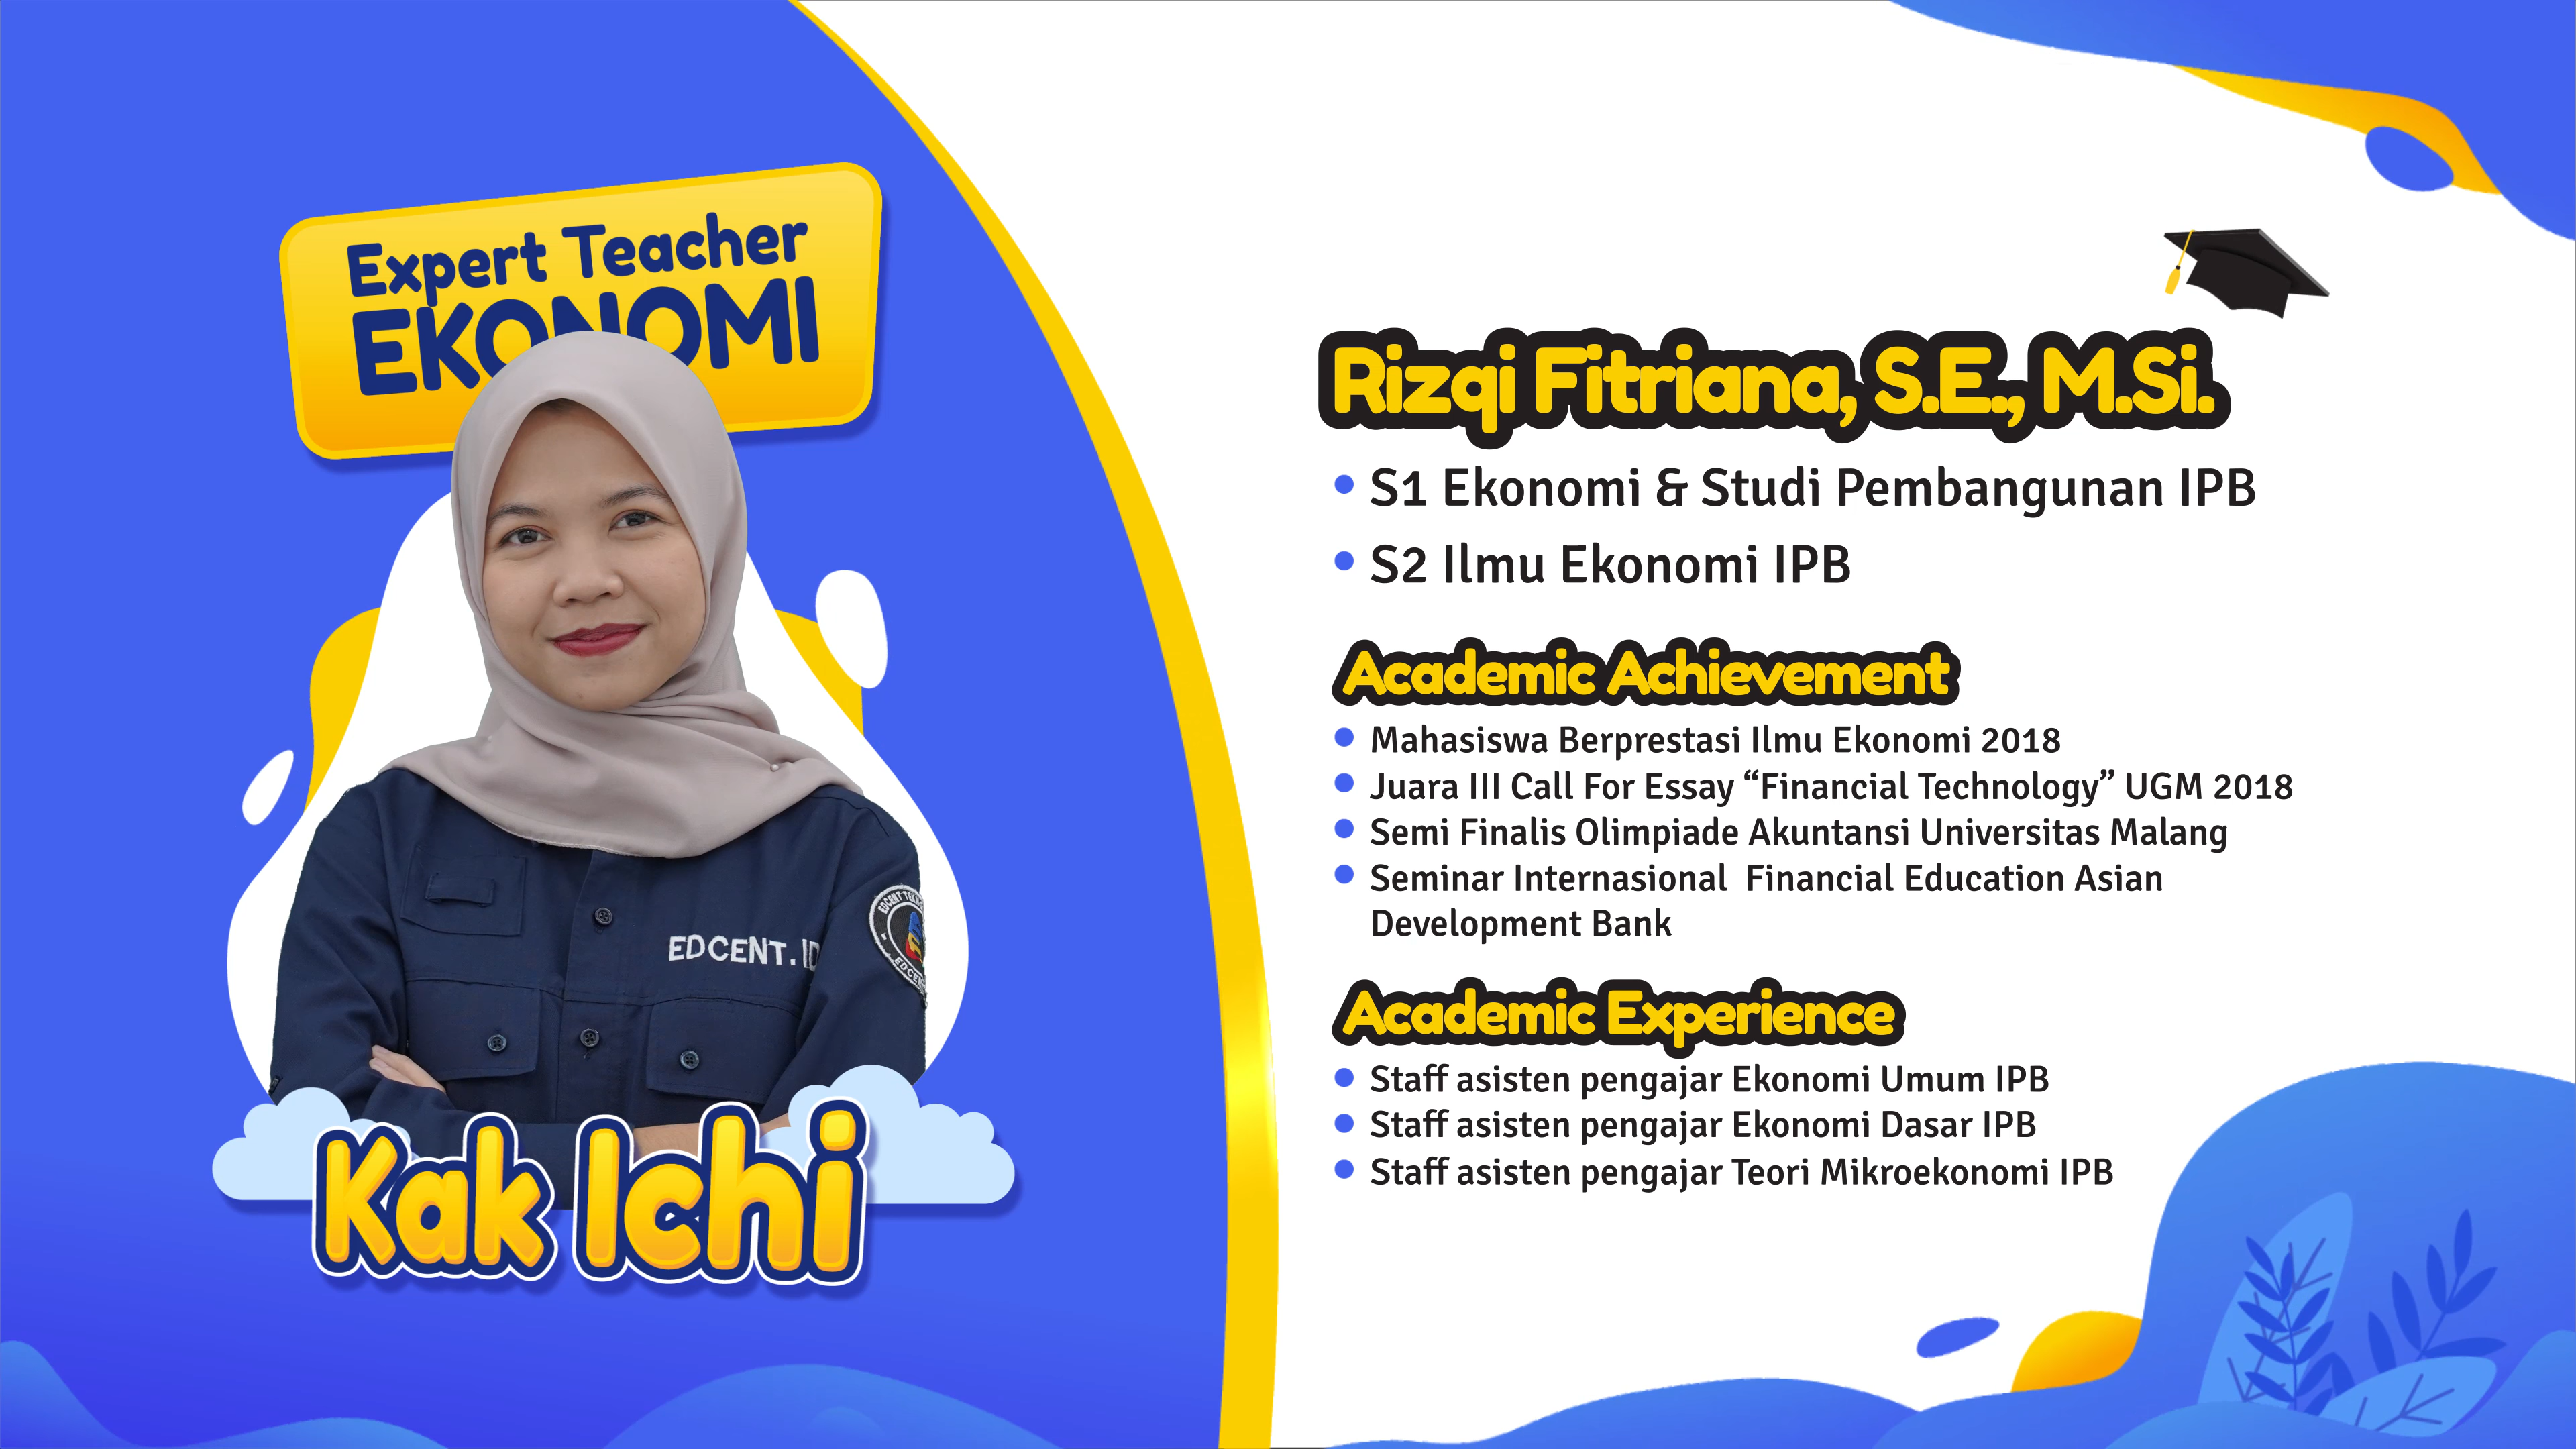 Expert Teacher
EKONOMI
EDCENT. ID
Kak Ichi
Rizqi Fitriana, S.E., M.Si.
S1 Ekonomi & Studi Pembangunan IPB
S2 Ilmu Ekonomi IPB
Academic Achievement
Mahasiswa Berprestasi Ilmu Ekonomi 2018
Juara III Call For Essay “Financial Technology” UGM 2018
Semi Finalis Olimpiade Akuntansi Universitas Malang
Seminar Internasional Financial Education Asian
Development Bank
Academic Experience
Staff asisten pengajar Ekonomi Umum IPB
Staff asisten pengajar Ekonomi Dasar IPB
Staff asisten pengajar Teori Mikroekonomi IPB